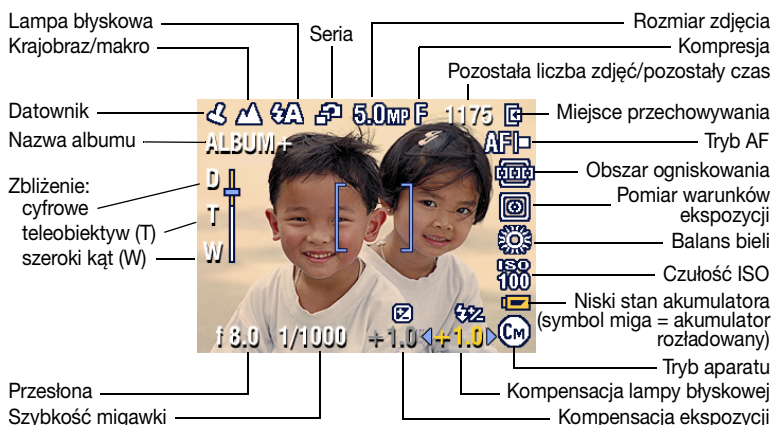 Lampa błyskowa
Krajobraz/makro
Seria
Rozmiar zdjęcia
Kompresja
Pozostała liczba zdjęć/pozostały czas
Datownik
Nazwa albumu
Zbliżenie:
cyfrowe
teleobiektyw (T)
szeroki kąt (W)
A 5.0MP F 1175
ALBUM+
AF
D
T
W
ISO
100
f 8.0 1/1000 +1.0 +1.0
CM
Miejsce przechowywania
Tryb AF
Obszar ogniskowania
Pomiar warunków
ekspozycji
Balans bieli
Czułość ISO
Niski stan akumulatora
(symbol miga = akumulator
rozładowany)
Tryb aparatu
Przesłona
Szybkość migawki
Kompensacja lampy błyskowej
Kompensacja ekspozycji